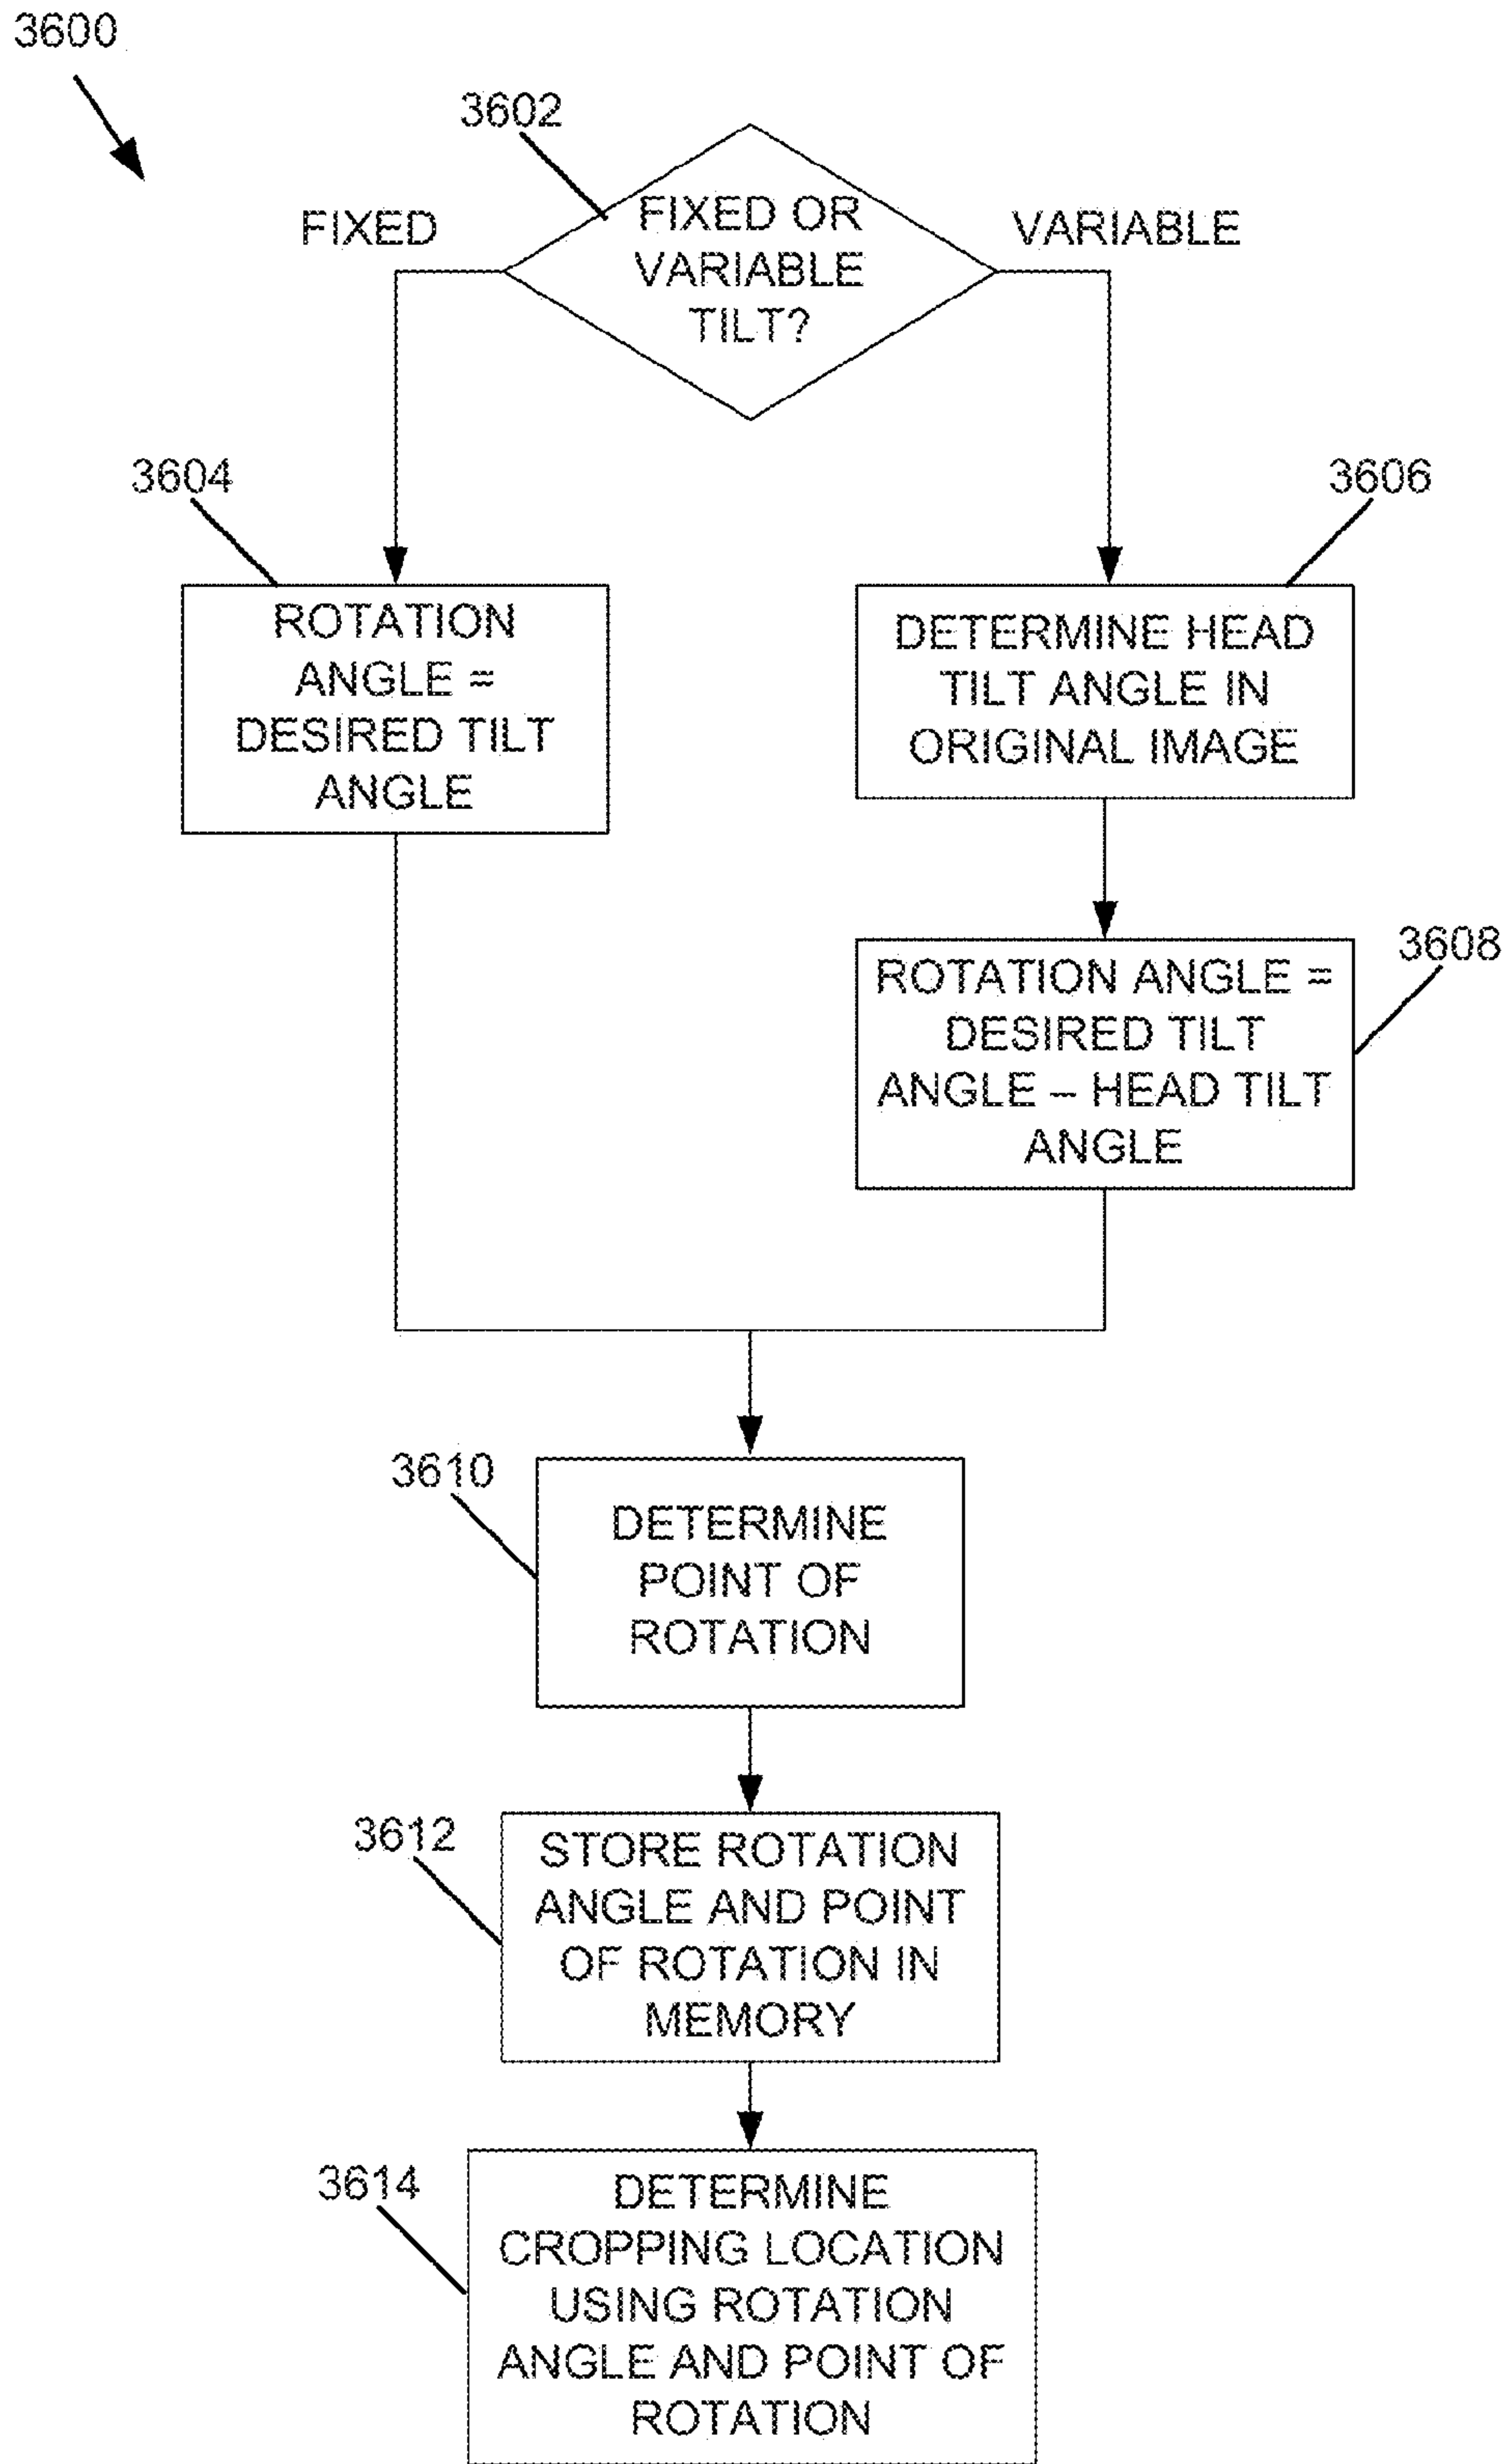 3600
3602
FIXED
FIXED OR
VARIABLE
TILT?
VARIABLE
3604
ROTATION
ANGLE =
DESIRED TILT
ANGLE
3606
DETERMINE HEAD
TILT ANGLE IN
ORIGINAL IMAGE
3608
ROTATION ANGLE =
DESIRED TILT
ANGLE – HEAD TILT
ANGLE
3610
DETERMINE
POINT OF
ROTATION
3612
STORE ROTATION
ANGLE AND POINT
OF ROTATION IN
MEMORY
3614
DETERMINE
CROPPING LOCATION
USING ROTATION
ANGLE AND POINT OF
ROTATION